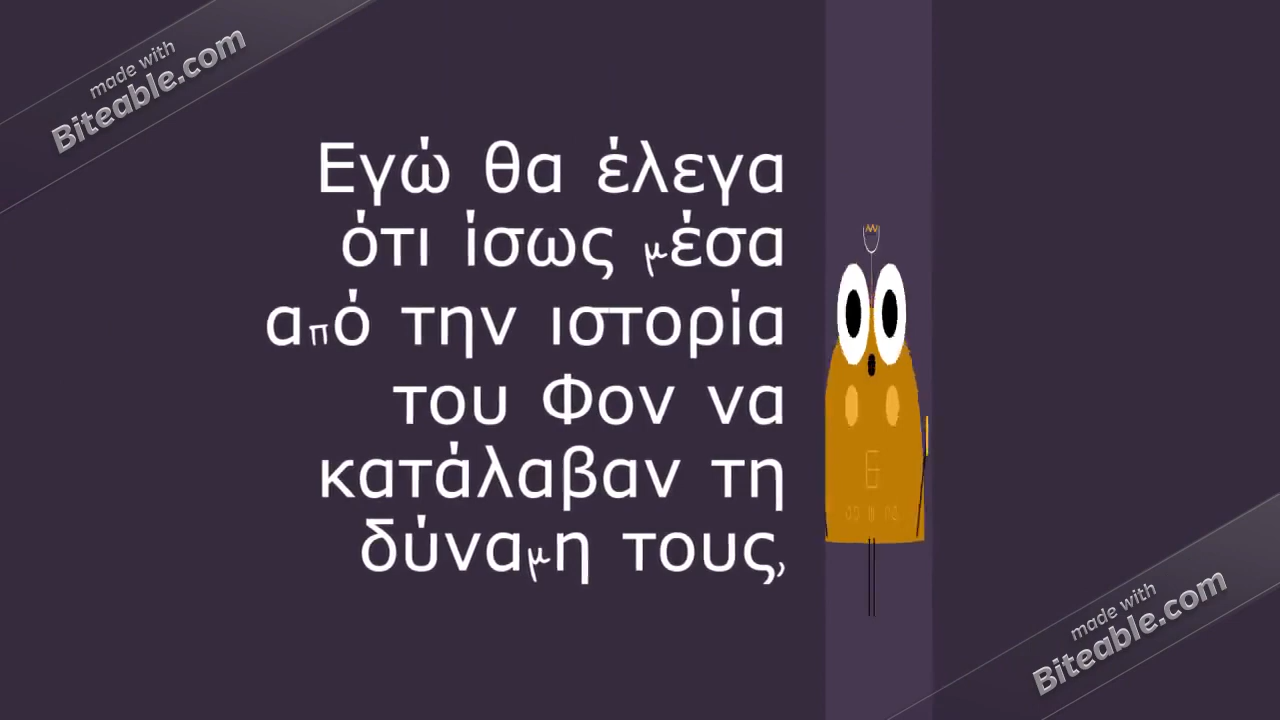 made with
Biteable.com
Εγώ θα έλεγα
ότι ίσως μέσα
από την ιστορία
του Φον να
κατάλαβαν τη
δύναμη τους,
made with
Biteable.com